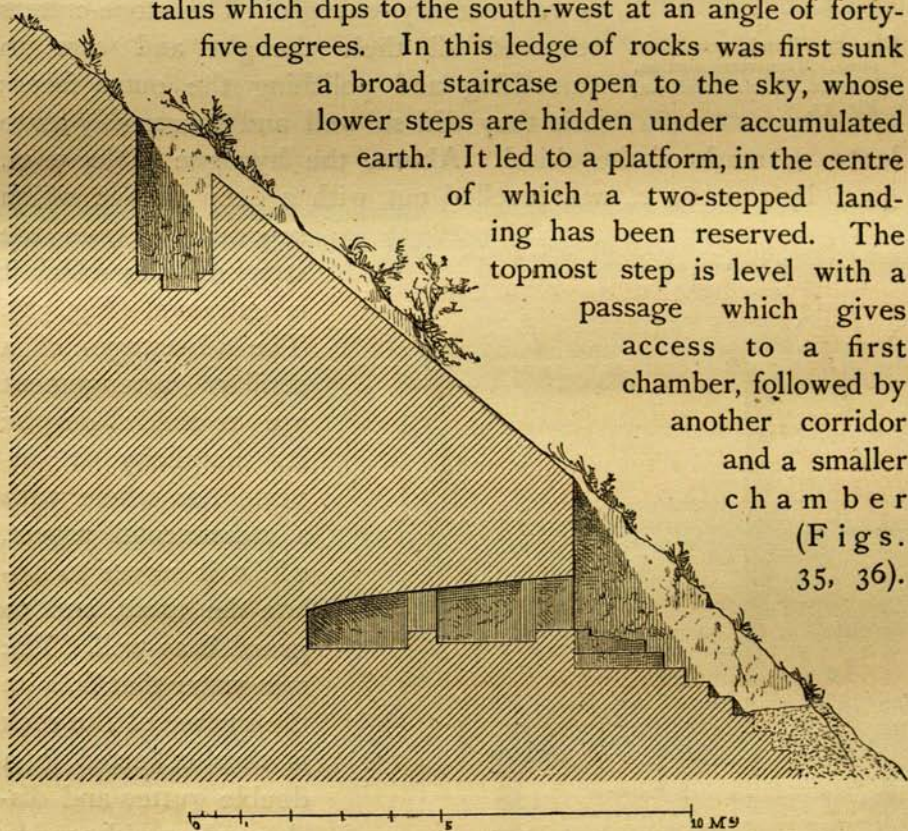 talus which dips to the south-west at an angle of forty-
five degrees. In this ledge of rocks was first sunk
a broad staircase open to the sky, whose
lower steps are hidden under accumulated
earth. It led to a platform, in the centre
of which a two-stepped land-
ing has been reserved. The
topmost step is level with a
passage which gives
access to a first
chamber, followed by
another corridor
and a smaller
chamber
(Figs.
35, 36).
0 1 5 10